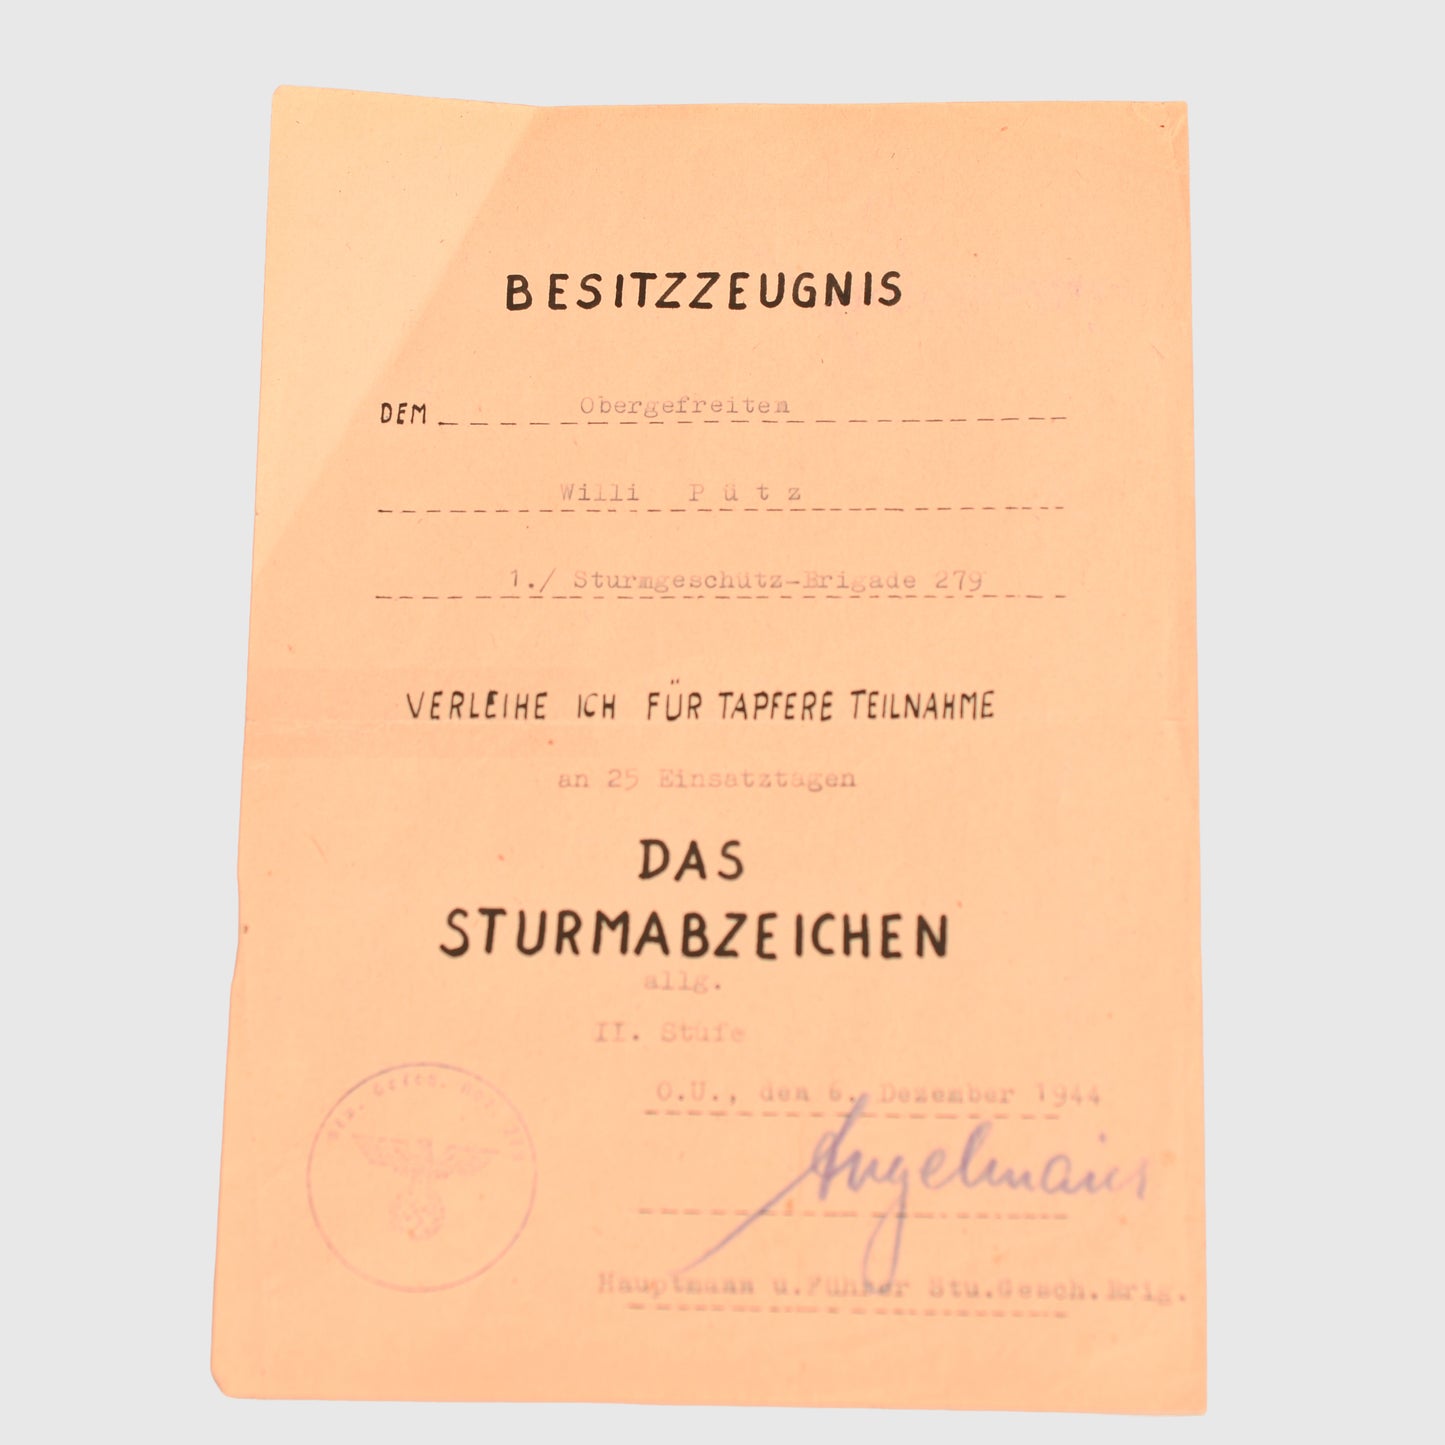 BESITZZEUGNIS
DEM Obergefreiten
Willi Pütz
1./ Sturmgeschütz-Brigade 279
VERLEIHE ICH FÜR TAPFERE TEILNAHME
an 25 Einsatztagen
DAS
STURMABZEICHEN
allg.
II. Stufe
O.U., den 6. Dezember 1944
Hauptmann u.Führer Stu.Gesch.Brig.